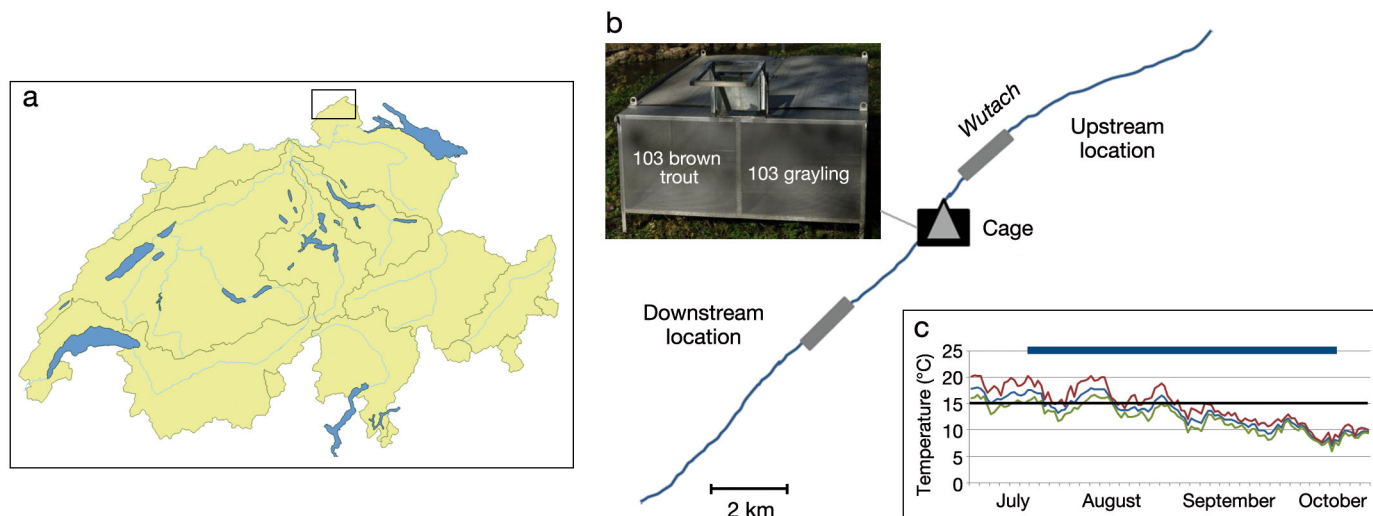 a
b
103 brown
trout
103 grayling
Wutach
Upstream
location
Cage
Downstream
location
2 km
c
Temperature (°C)
25
20
15
10
5
0
July
August
September
October